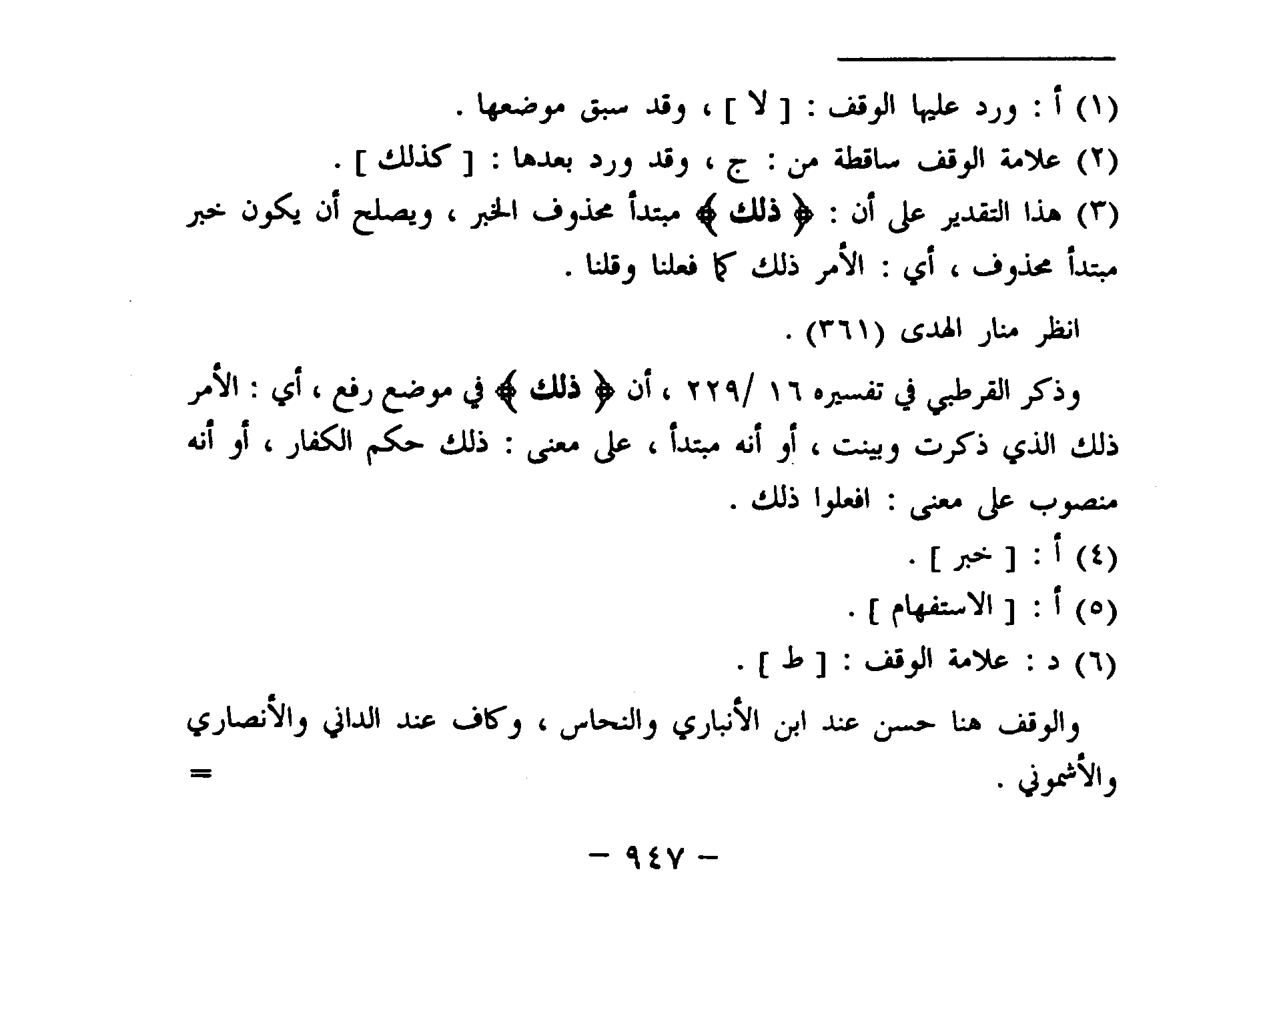 (١) أ : ورد عليها الوقف : [ لا ] ، وقد سبق موضعها .
(٢) علامة الوقف ساقطة من : ج ، وقد ورد بعدها : [ كذلك ] .
(٣) هذا التقدير على أن : ﴿ ذلك ﴾ مبتدأ محذوف الخبر ، ويصلح أن يكون خبر
مبتدأ محذوف ، أي : الأمر ذلك كما فعلنا وقلنا .
انظر منار الهدى (٣٦١) .
وذكر القرطبي في تفسيره ١٦ /٢٢٩ ، أن ﴿ ذلك ﴾ في موضع رفع ، أي : الأمر
ذلك الذي ذكرت وبينت ، أو أنه مبتدأ ، على معنى : ذلك حكم الكفار ، أو أنه
منصوب على معنى : افعلوا ذلك .
(٤) أ : [ خبر ] .
(٥) أ : [ الاستفهام ] .
(٦) د : علامة الوقف : [ ط ] .
والوقف هنا حسن عند ابن الأنباري والنحاس ، وكاف عند الداني والأنصاري
والأشموني . =
– ٩٤٧ –